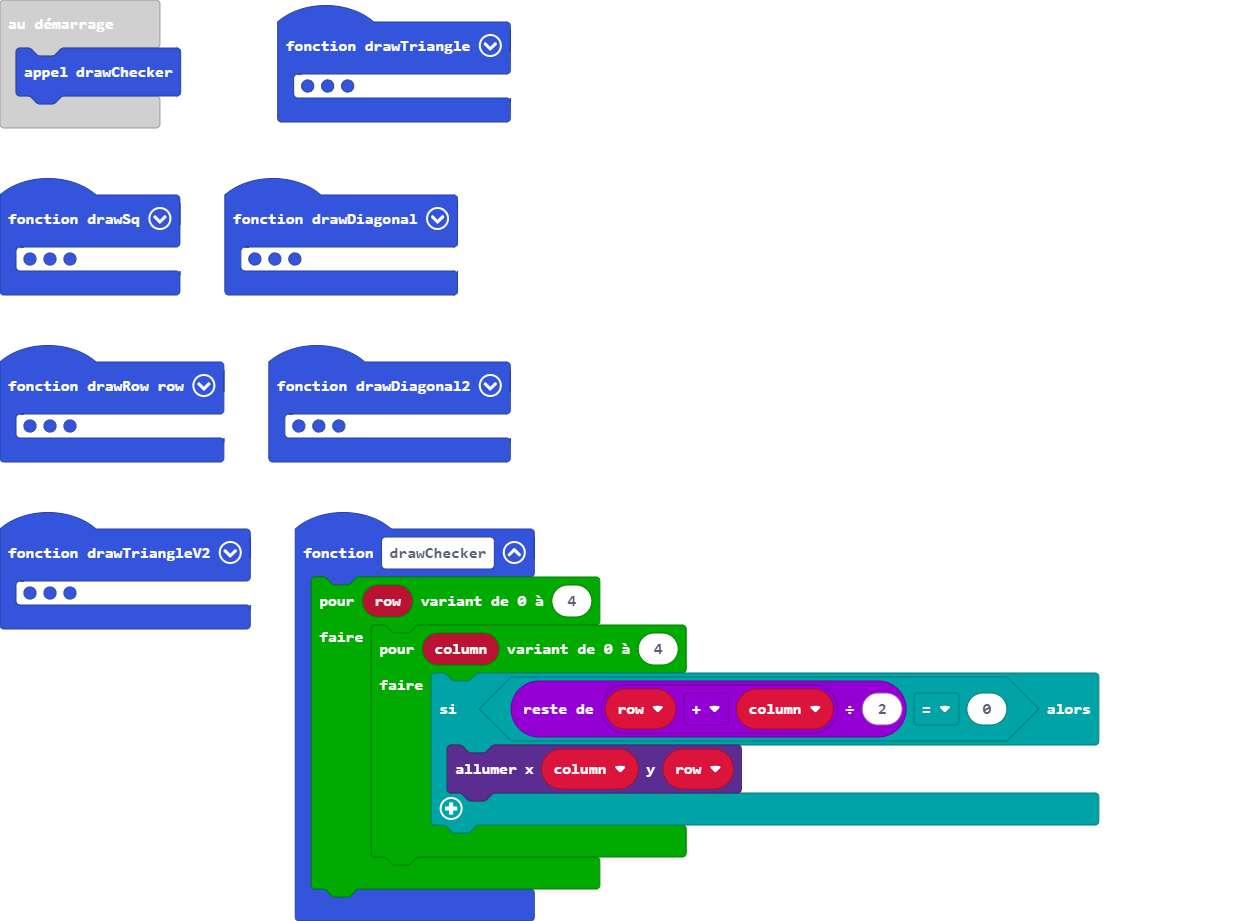 au démarrage
appel drawChecker
fonction drawTriangle
fonction drawSq
fonction drawDiagonal
fonction drawRow row
fonction drawDiagonal2
fonction drawTriangleV2
fonction drawChecker
pour row variant de 0 à 4
faire
pour column variant de 0 à 4
faire
si reste de row + column ÷ 2 = 0 alors
allumer x column y row